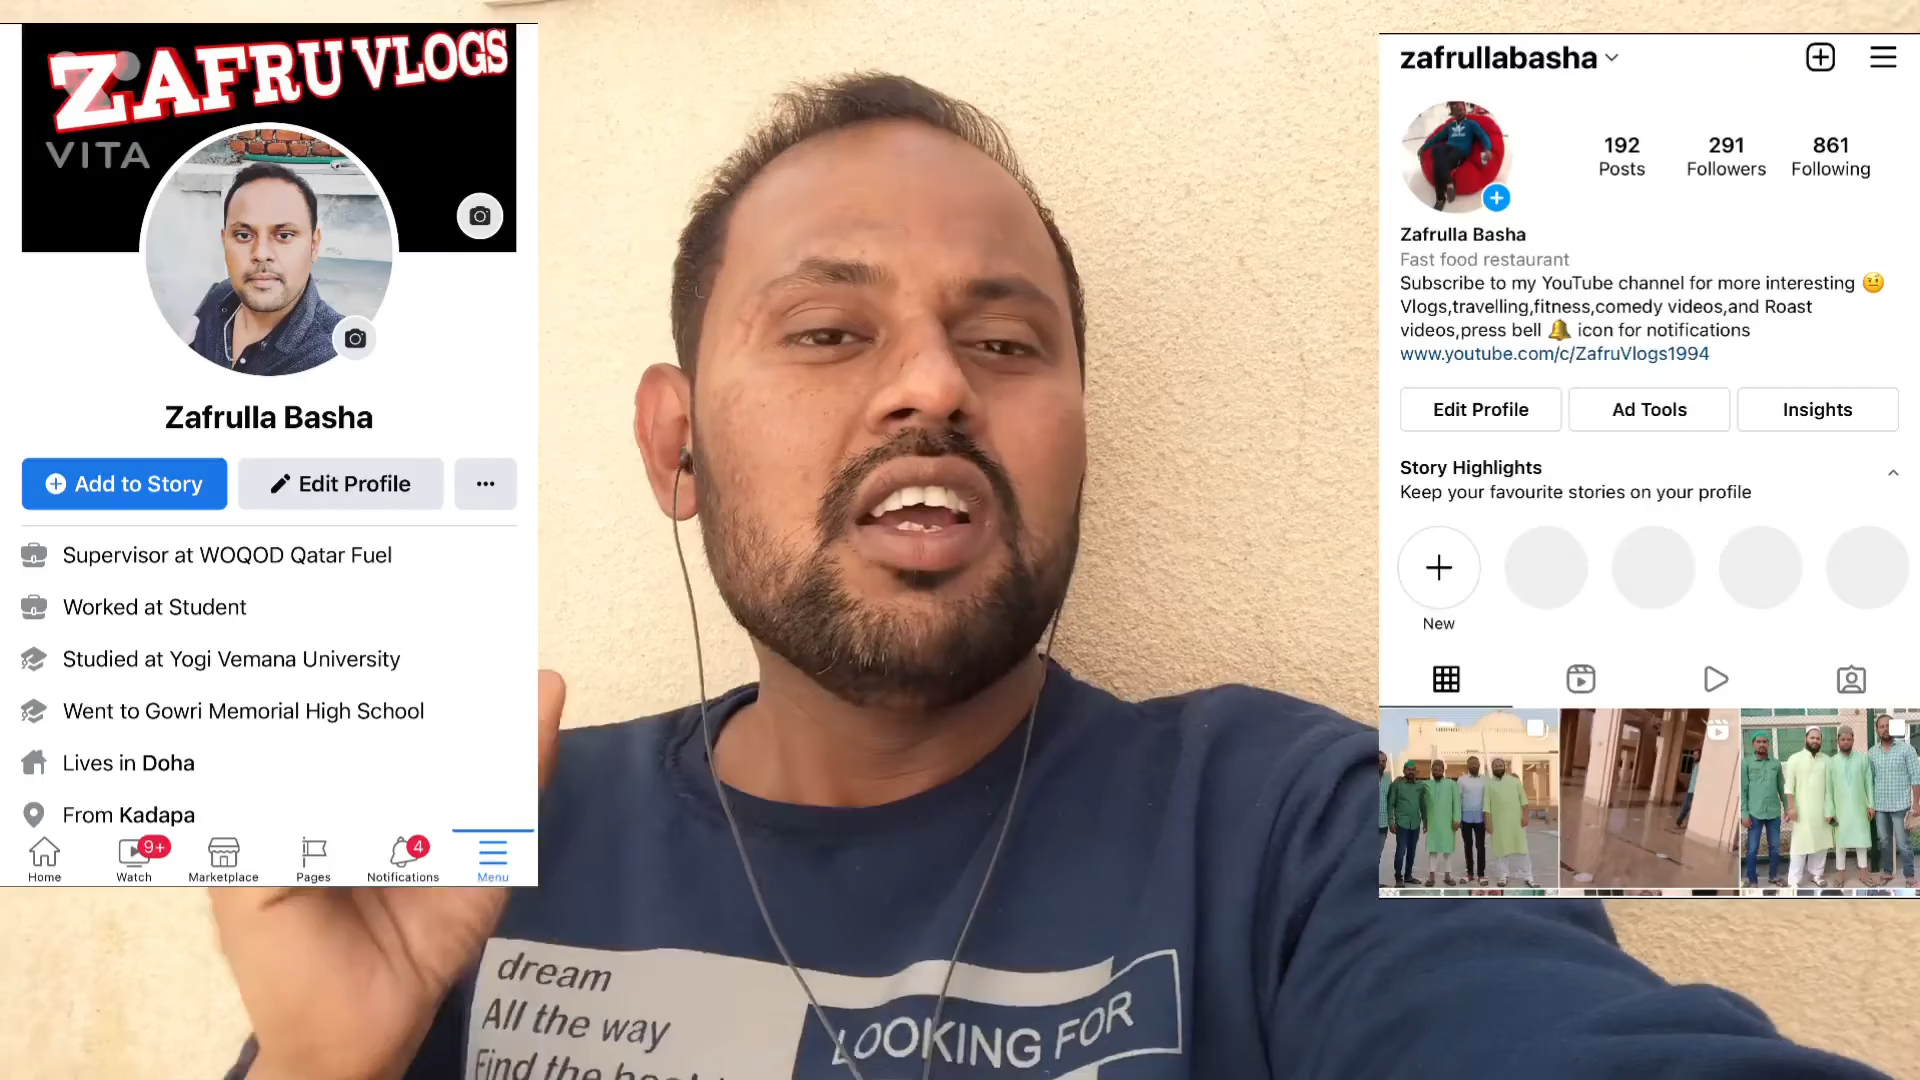 ZAFRU VLOGS
VITA
Zafrulla Basha
Add to Story
Edit Profile
Supervisor at WOQOD Qatar Fuel
Worked at Student
Studied at Yogi Vemana University
Went to Gowri Memorial High School
Lives in Doha
From Kadapa
9+
4
Home
Watch
Marketplace
Pages
Notifications
Menu
dream
All the way
Find the
LOOKING FOR
zafrullabasha
192
291
861
Posts
Followers
Following
Zafrulla Basha
Fast food restaurant
Subscribe to my YouTube channel for more interesting
Vlogs,travelling,fitness,comedy videos,and Roast
videos,press bell 🔔 icon for notifications
www.youtube.com/c/ZafruVlogs1994
Edit Profile
Ad Tools
Insights
Story Highlights
Keep your favourite stories on your profile
New